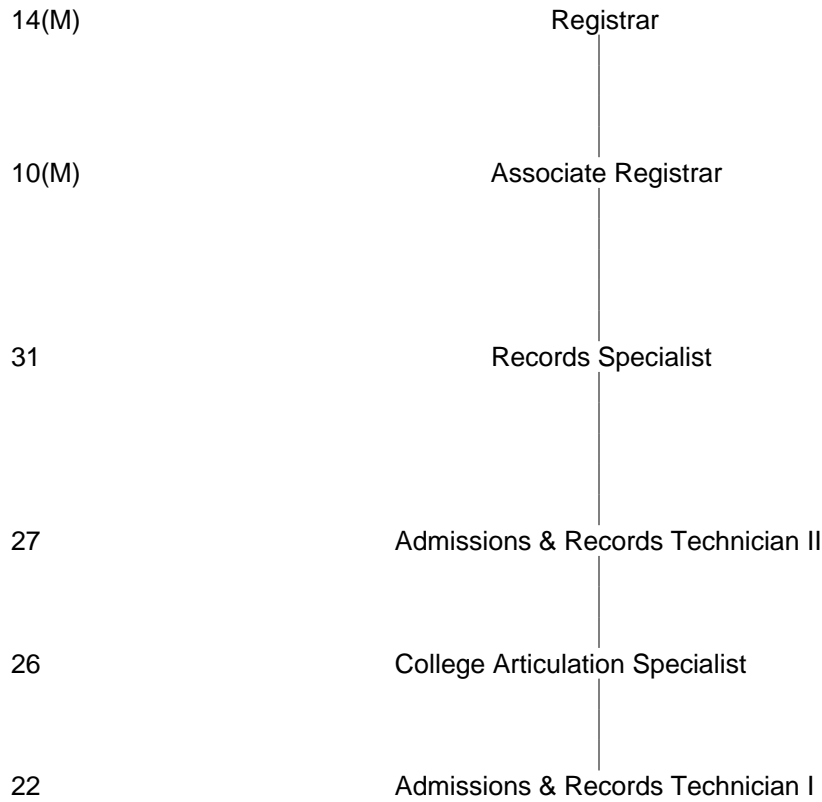 14(M) Registrar
10(M) Associate Registrar
31 Records Specialist
27 Admissions & Records Technician II
26 College Articulation Specialist
22 Admissions & Records Technician I